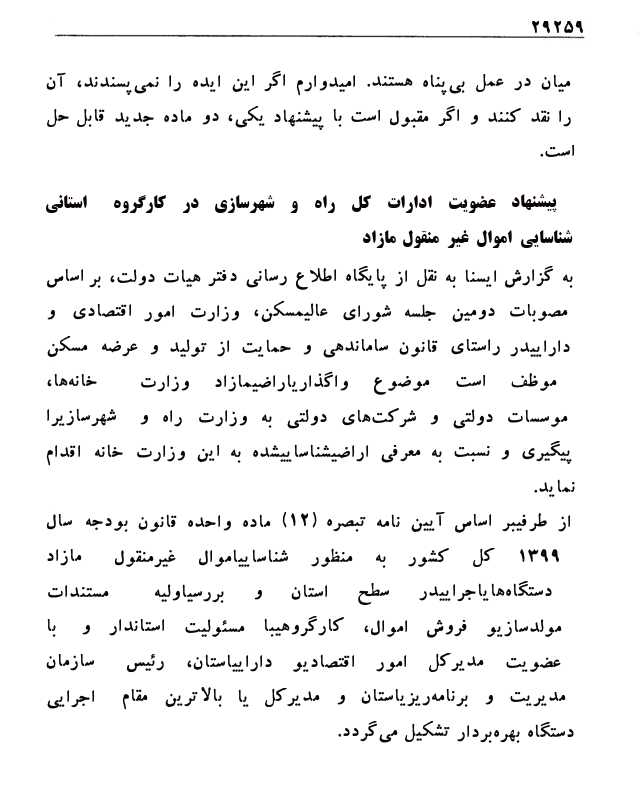 ۲۹۲۵۹
میان در عمل بی‌پناه هستند. امیدوارم اگر این ایده را نمی‌پسندند، آن
را نقد کنند و اگر مقبول است با پیشنهاد یکی، دو ماده جدید قابل حل
است.
پیشنهاد عضویت ادارات کل راه و شهرسازی در کارگروه استانی
شناسایی اموال غیر منقول مازاد
به گزارش ایسنا به نقل از پایگاه اطلاع رسانی دفتر هیات دولت، بر اساس
مصوبات دومین جلسه شورای عالیمسکن، وزارت امور اقتصادی و
داراییدر راستای قانون ساماندهی و حمایت از تولید و عرضه مسکن
موظف است موضوع واگذاریاراضیمازاد وزارت خانه‌ها،
موسسات دولتی و شرکت‌های دولتی به وزارت راه و شهرسازیرا
پیگیری و نسبت به معرفی اراضیشناساییشده به این وزارت خانه اقدام
نماید.
از طرفیبر اساس آیین نامه تبصره (۱۲) ماده واحده قانون بودجه سال
۱۳۹۹ کل کشور به منظور شناساییاموال غیرمنقول مازاد
دستگاه‌هایاجراییدر سطح استان و بررسیاولیه مستندات
مولدسازیو فروش اموال، کارگروهیبا مسئولیت استاندار و با
عضویت مدیرکل امور اقتصادیو داراییاستان، رئیس سازمان
مدیریت و برنامه‌ریزیاستان و مدیرکل یا بالاترین مقام اجرایی
دستگاه بهره‌بردار تشکیل می‌گردد.